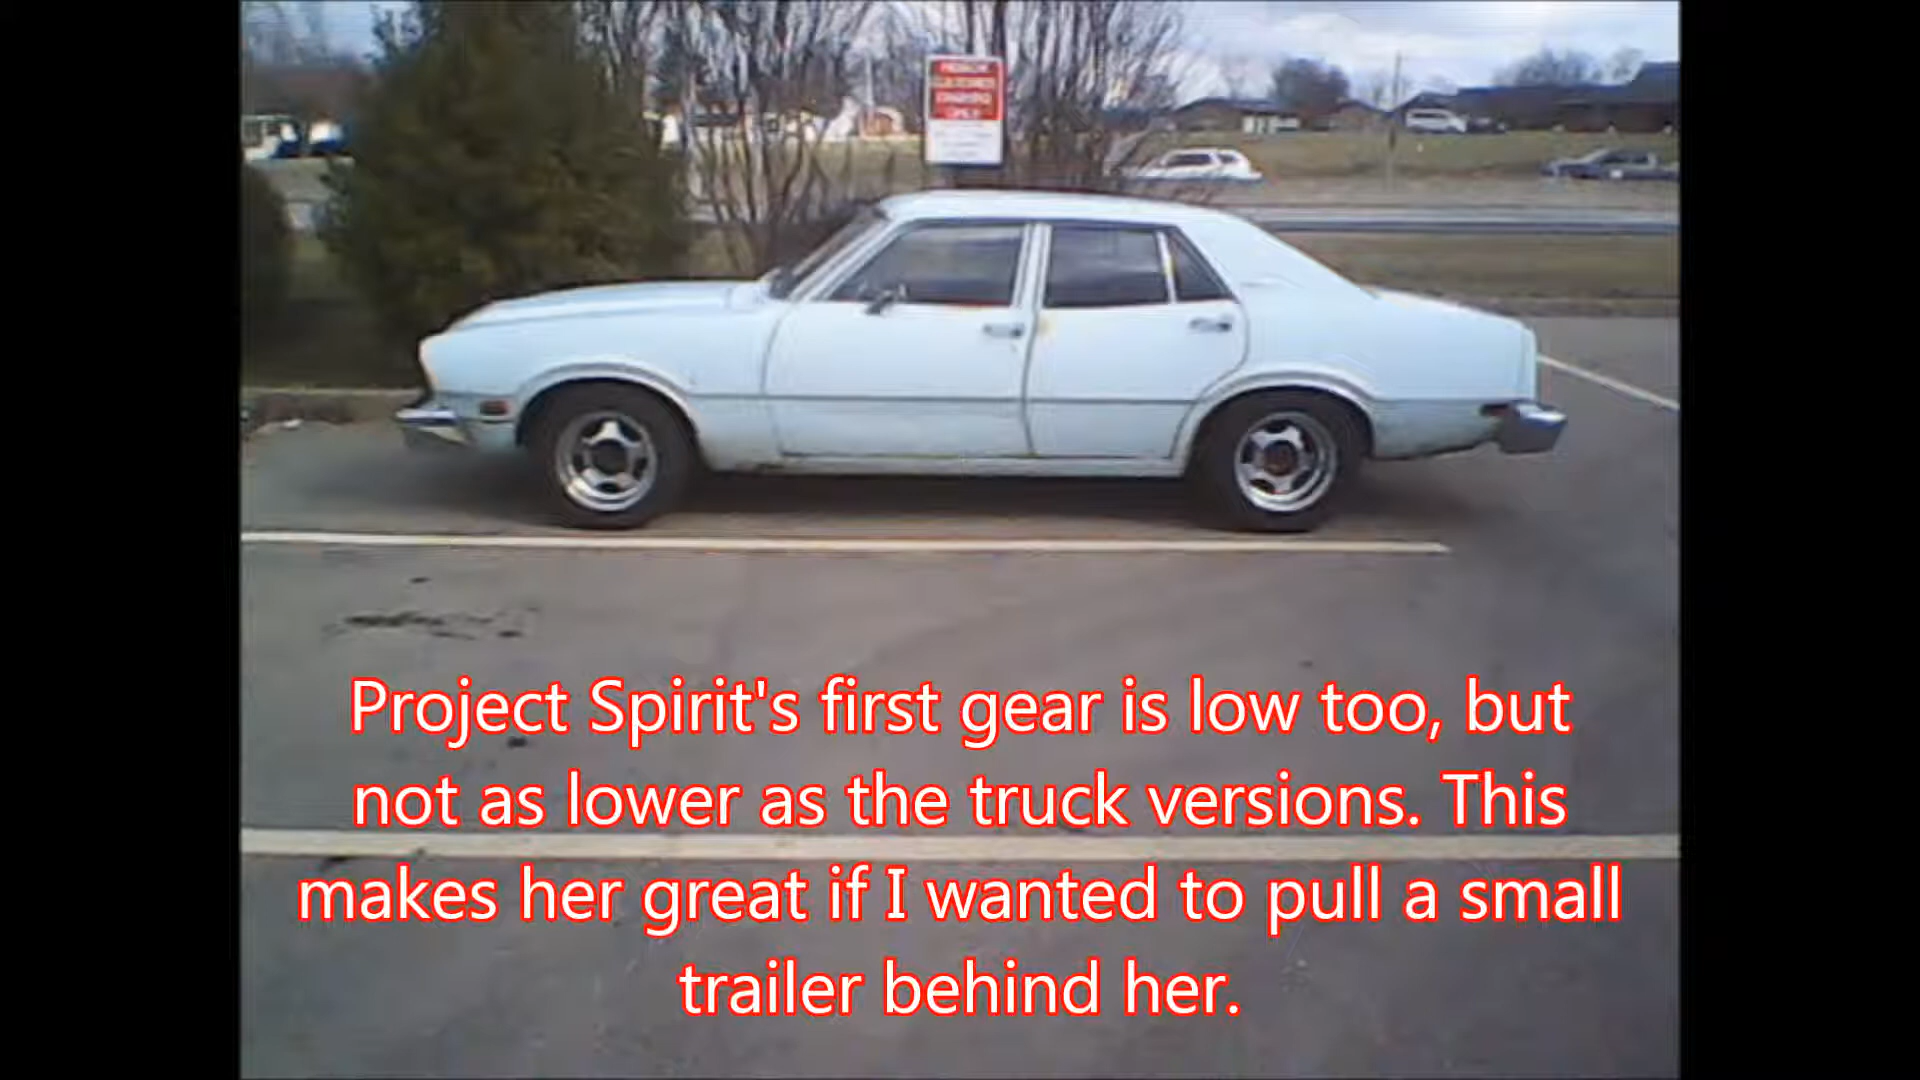 ONLY
Project Spirit's first gear is low too, but
not as lower as the truck versions. This
makes her great if I wanted to pull a small
trailer behind her.